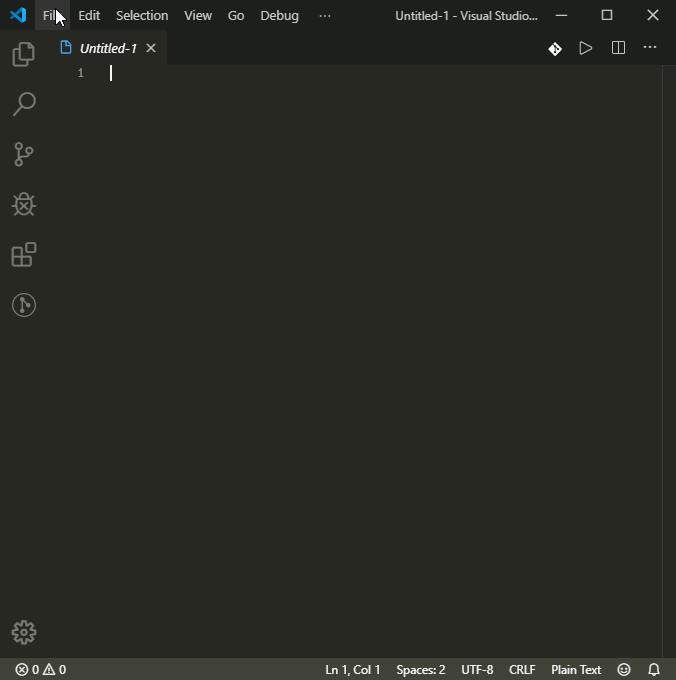 File Edit Selection View Go Debug ··· Untitled-1 - Visual Studio...
Untitled-1
1
0 0 Ln 1, Col 1 Spaces: 2 UTF-8 CRLF Plain Text